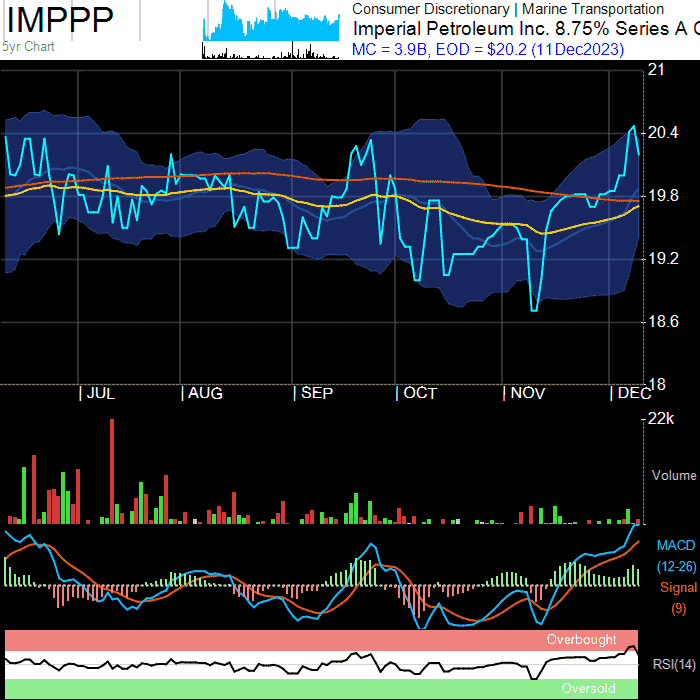 IMPPP
5yr Chart
Consumer Discretionary | Marine Transportation
Imperial Petroleum Inc. 8.75% Series A C
MC = 3.9B, EOD = $20.2 (11Dec2023)
21
20.4
19.8
19.2
18.6
18
JUL AUG SEP OCT NOV DEC
22k
Volume
MACD
(12-26)
Signal
(9)
Overbought
RSI(14)
Oversold